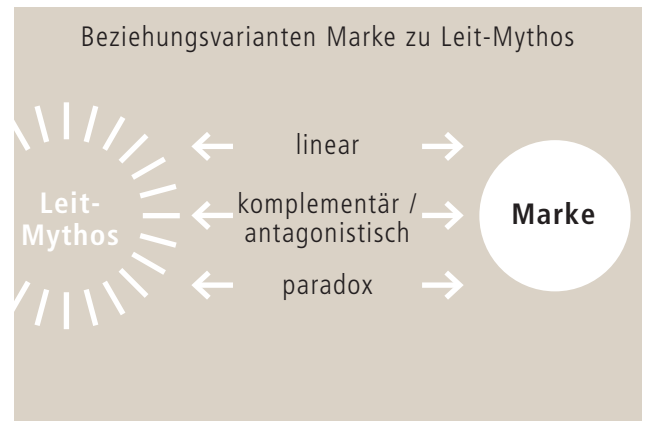 Beziehungsvarianten Marke zu Leit-Mythos
linear
Leit-
Mythos
komplementär /
antagonistisch
Marke
paradox